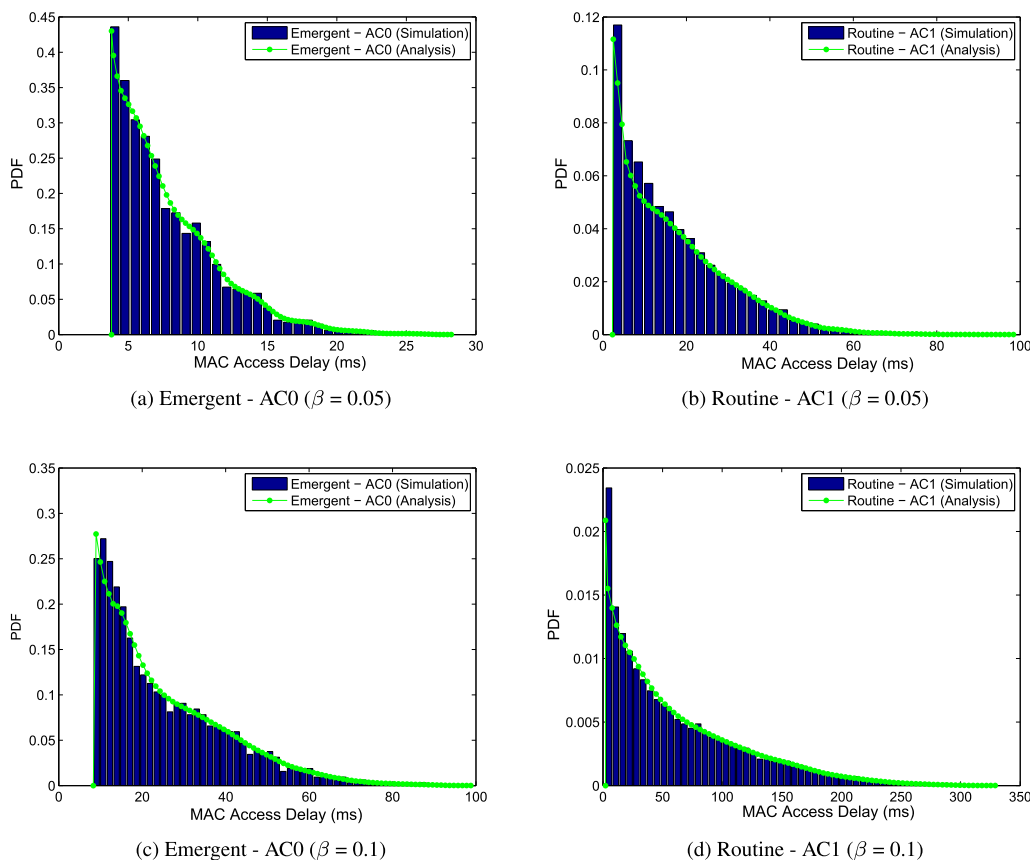 0.45
0.4
0.35
0.3
0.25
0.2
0.15
0.1
0.05
0
PDF
Emergent − AC0 (Simulation)
Emergent − AC0 (Analysis)
0 5 10 15 20 25 30
MAC Access Delay (ms)
(a) Emergent - AC0 (β = 0.05)
0.12
0.1
0.08
0.06
0.04
0.02
0
PDF
Routine − AC1 (Simulation)
Routine − AC1 (Analysis)
0 20 40 60 80 100
MAC Access Delay (ms)
(b) Routine - AC1 (β = 0.05)
0.35
0.3
0.25
0.2
0.15
0.1
0.05
0
PDF
Emergent − AC0 (Simulation)
Emergent − AC0 (Analysis)
0 20 40 60 80 100
MAC Access Delay (ms)
(c) Emergent - AC0 (β = 0.1)
0.025
0.02
0.015
0.01
0.005
0
PDF
Routine − AC1 (Simulation)
Routine − AC1 (Analysis)
0 50 100 150 200 250 300 350
MAC Access Delay (ms)
(d) Routine - AC1 (β = 0.1)